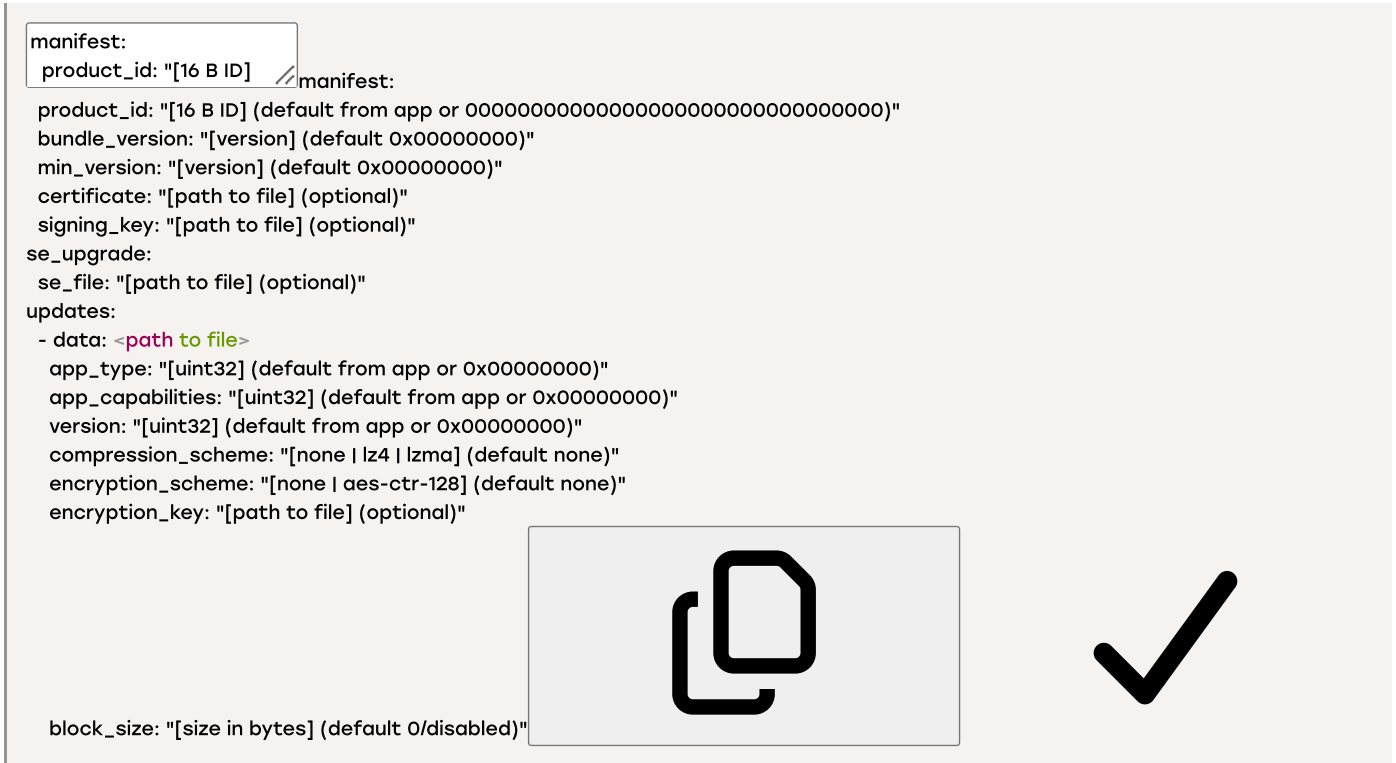 manifest:
  product_id: "[16 B ID]
manifest:
  product_id: "[16 B ID] (default from app or 00000000000000000000000000000000)"
  bundle_version: "[version] (default 0x00000000)"
  min_version: "[version] (default 0x00000000)"
  certificate: "[path to file] (optional)"
  signing_key: "[path to file] (optional)"
se_upgrade:
  se_file: "[path to file] (optional)"
updates:
  - data: <path to file>
    app_type: "[uint32] (default from app or 0x00000000)"
    app_capabilities: "[uint32] (default from app or 0x00000000)"
    version: "[uint32] (default from app or 0x00000000)"
    compression_scheme: "[none | lz4 | lzma] (default none)"
    encryption_scheme: "[none | aes-ctr-128] (default none)"
    encryption_key: "[path to file] (optional)"
    block_size: "[size in bytes] (default 0/disabled)"